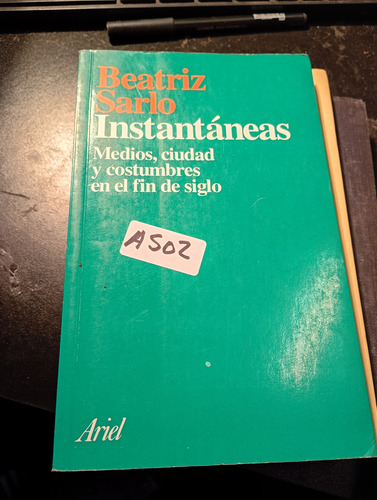 Beatriz
Sarlo
Instantáneas
Medios, ciudad
y costumbres
en el fin de siglo
A502
Ariel